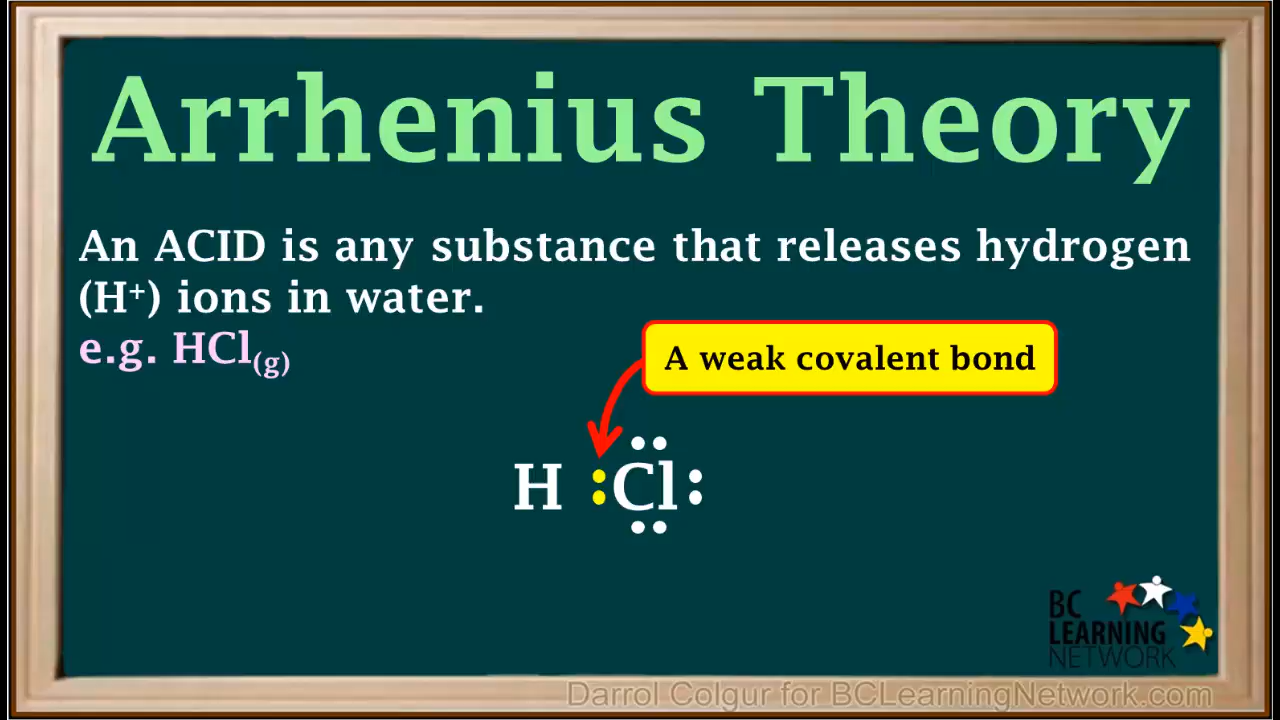 Arrhenius Theory
An ACID is any substance that releases hydrogen
(H⁺) ions in water.
e.g. HCl₍g₎
A weak covalent bond
H :Cl:
BC
LEARNING
NETWORK
Darrol Colgur for BCLearningNetwork.com